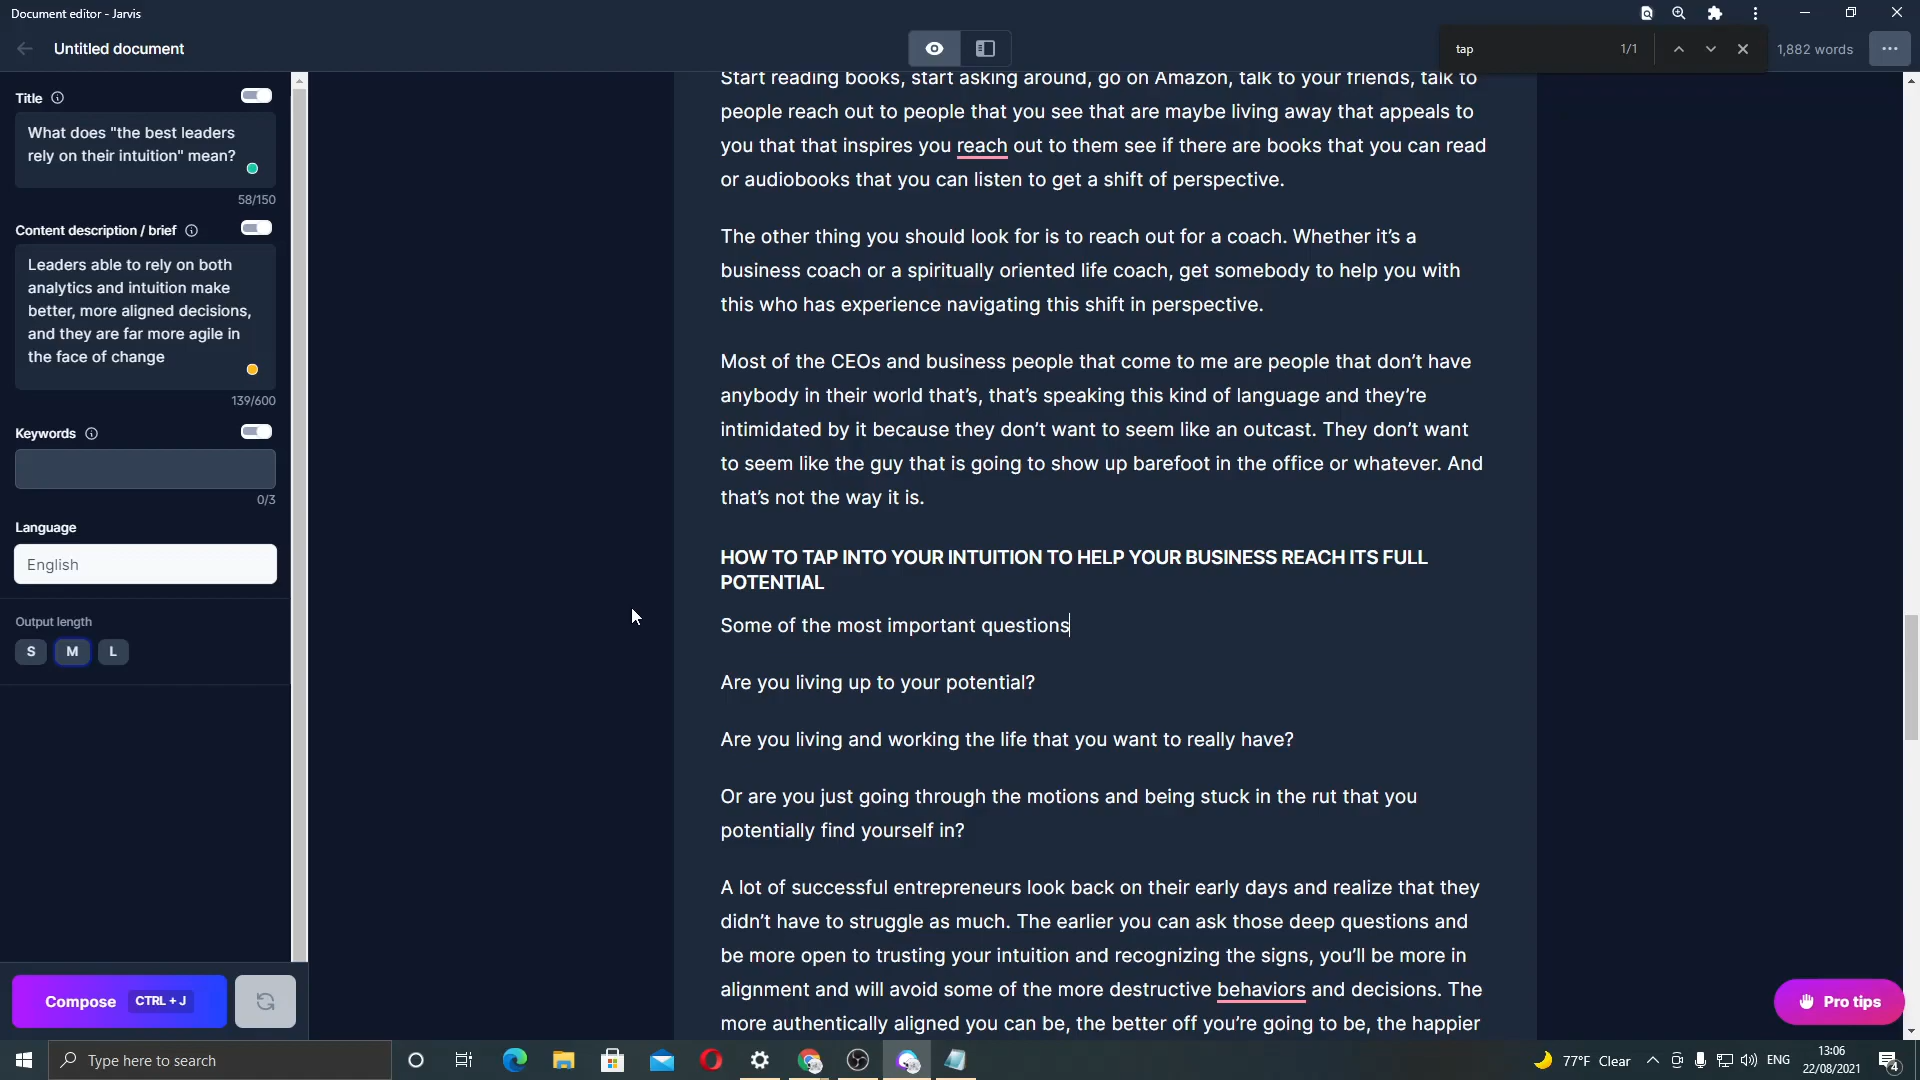 Document editor - Jarvis
Untitled document
tap
1/1
1,882 words
Title
What does "the best leaders
rely on their intuition" mean?
58/150
Content description / brief
Leaders able to rely on both
analytics and intuition make
better, more aligned decisions,
and they are far more agile in
the face of change
139/600
Keywords
0/3
Language
English
Output length
S M L
Compose CTRL + J
Start reading books, start asking around, go on Amazon, talk to your friends, talk to
people reach out to people that you see that are maybe living away that appeals to
you that that inspires you reach out to them see if there are books that you can read
or audiobooks that you can listen to get a shift of perspective.
The other thing you should look for is to reach out for a coach. Whether it’s a
business coach or a spiritually oriented life coach, get somebody to help you with
this who has experience navigating this shift in perspective.
Most of the CEOs and business people that come to me are people that don’t have
anybody in their world that’s, that’s speaking this kind of language and they’re
intimidated by it because they don’t want to seem like an outcast. They don’t want
to seem like the guy that is going to show up barefoot in the office or whatever. And
that’s not the way it is.
HOW TO TAP INTO YOUR INTUITION TO HELP YOUR BUSINESS REACH ITS FULL
POTENTIAL
Some of the most important questions
Are you living up to your potential?
Are you living and working the life that you want to really have?
Or are you just going through the motions and being stuck in the rut that you
potentially find yourself in?
A lot of successful entrepreneurs look back on their early days and realize that they
didn’t have to struggle as much. The earlier you can ask those deep questions and
be more open to trusting your intuition and recognizing the signs, you’ll be more in
alignment and will avoid some of the more destructive behaviors and decisions. The
more authentically aligned you can be, the better off you’re going to be, the happier
Pro tips
Type here to search
77°F Clear
ENG
13:06
22/08/2021
4